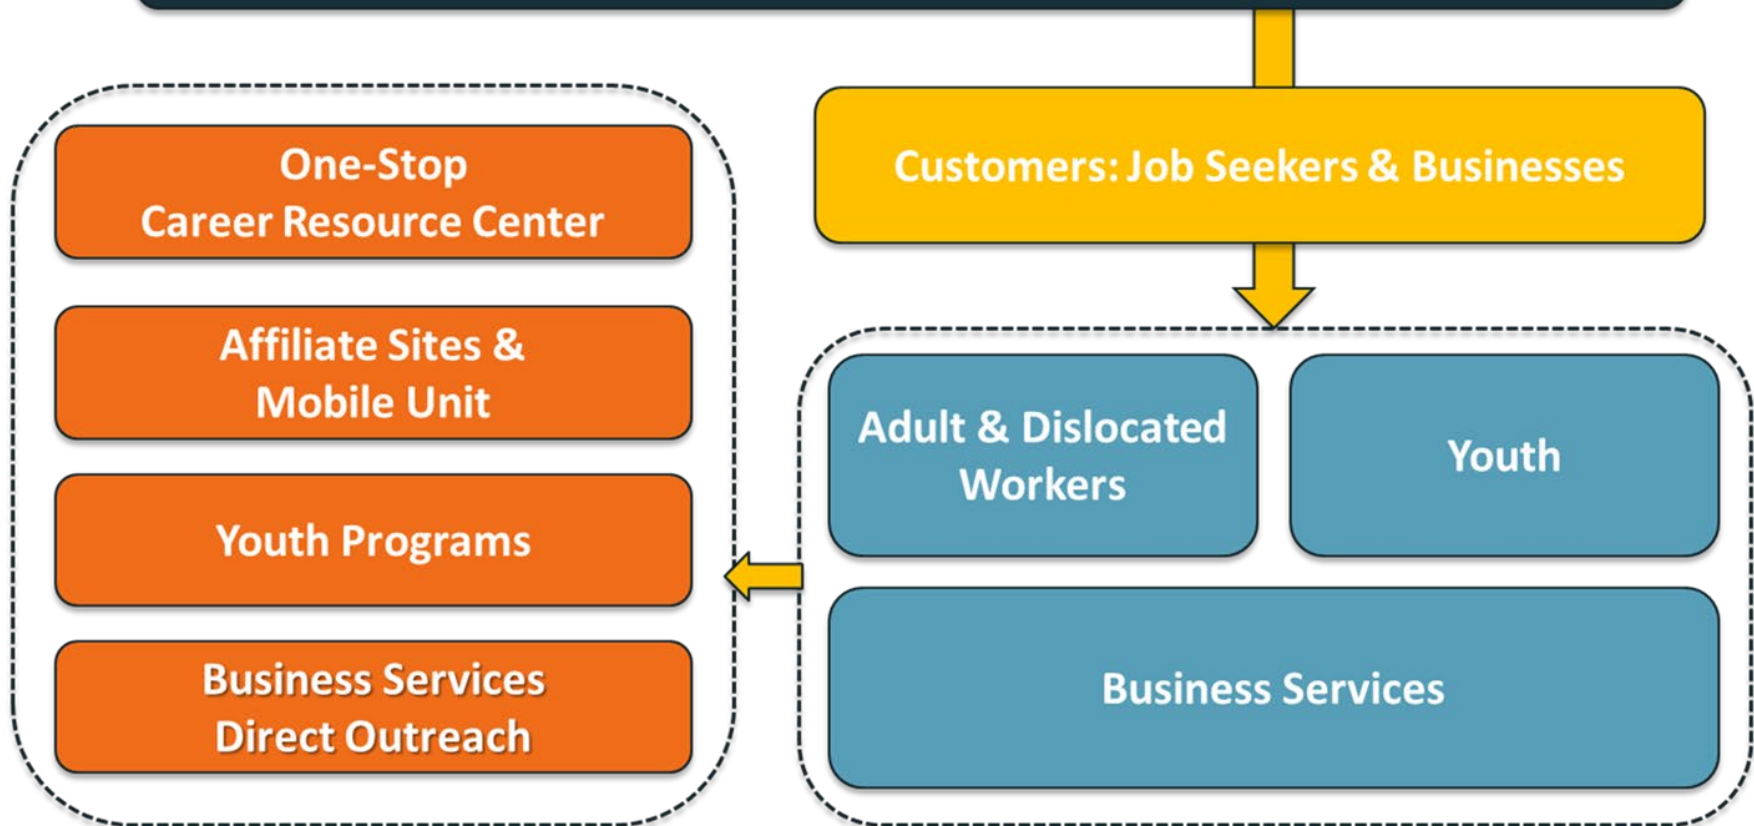 One-Stop
Career Resource Center
Affiliate Sites &
Mobile Unit
Youth Programs
Business Services
Direct Outreach
Customers: Job Seekers & Businesses
Adult & Dislocated
Workers
Youth
Business Services